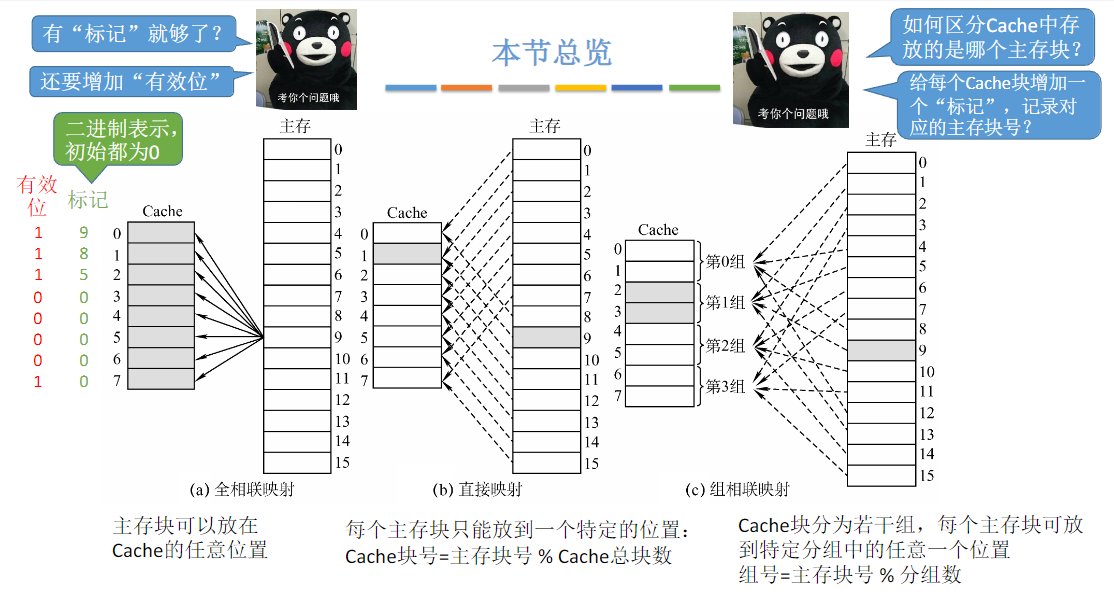 本节总览
有“标记”就够了？
还要增加“有效位”
考你个问题哦
考你个问题哦
如何区分Cache中存
放的是哪个主存块？
给每个Cache块增加一
个“标记”，记录对
应的主存块号？
二进制表示，
初始都为0
有效
位
标记
1 9
1 8
1 5
0 0
0 0
0 0
0 0
1 0
Cache
0
1
2
3
4
5
6
7
主存
0
1
2
3
4
5
6
7
8
9
10
11
12
13
14
15
(a) 全相联映射
主存块可以放在
Cache的任意位置
Cache
0
1
2
3
4
5
6
7
主存
0
1
2
3
4
5
6
7
8
9
10
11
12
13
14
15
(b) 直接映射
每个主存块只能放到一个特定的位置：
Cache块号=主存块号 % Cache总块数
Cache
0
1
2
3
4
5
6
7
第0组
第1组
第2组
第3组
主存
0
1
2
3
4
5
6
7
8
9
10
11
12
13
14
15
(c) 组相联映射
Cache块分为若干组，每个主存块可放
到特定分组中的任意一个位置
组号=主存块号 % 分组数